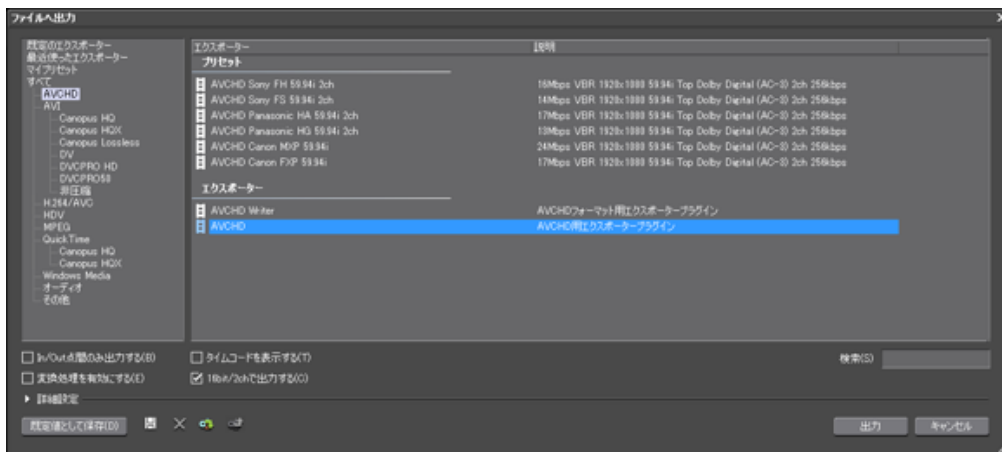 ファイルへ出力
既定のエクスポーター
最近使ったエクスポーター
マイプリセット
すべて
AVCHD
AVI
Canopus HQ
Canopus HQX
Canopus Lossless
DV
DVCPRO HD
DVCPRO50
非圧縮
H.264/AVC
HDV
MPEG
QuickTime
Canopus HQ
Canopus HQX
Windows Media
オーディオ
その他
エクスポーター 説明
プリセット
AVCHD Sony FH 59.94i 2ch 16Mbps VBR 1920x1080 59.94i Top Dolby Digital (AC-3) 2ch 256kbps
AVCHD Sony FS 59.94i 2ch 14Mbps VBR 1920x1080 59.94i Top Dolby Digital (AC-3) 2ch 256kbps
AVCHD Panasonic HA 59.94i 2ch 17Mbps VBR 1920x1080 59.94i Top Dolby Digital (AC-3) 2ch 256kbps
AVCHD Panasonic HG 59.94i 2ch 13Mbps VBR 1920x1080 59.94i Top Dolby Digital (AC-3) 2ch 256kbps
AVCHD Canon MXP 59.94i 24Mbps VBR 1920x1080 59.94i Top Dolby Digital (AC-3) 2ch 256kbps
AVCHD Canon FXP 59.94i 17Mbps VBR 1920x1080 59.94i Top Dolby Digital (AC-3) 2ch 256kbps
エクスポーター
AVCHD Writer AVCHDフォーマット用エクスポータープラグイン
AVCHD AVCHD用エクスポータープラグイン
In/Out点間のみ出力する(B) タイムコードを表示する(T) 検索(S)
変換処理を有効にする(E) 16bit/2chで出力する(C)
詳細設定
既定値として保存(D) 出力 キャンセル